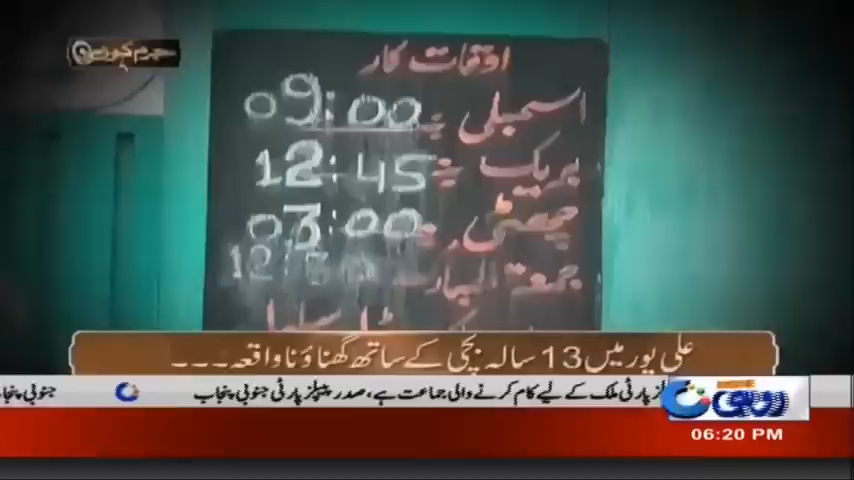 اوقات کار
اسمبلی :- 09:00
بریک :- 12:45
چھٹی :- 03:00
جمعۃ المبارک 12/
علی پور میں 13 سالہ بچی کے ساتھ گھناؤنا واقعہ ۔۔۔
پارٹی ملک کے لیے کام کرنے والی جماعت ہے، صدر پیپلز پارٹی جنوبی پنجاب
جنوبی پنجاب
روہی
06:20 PM